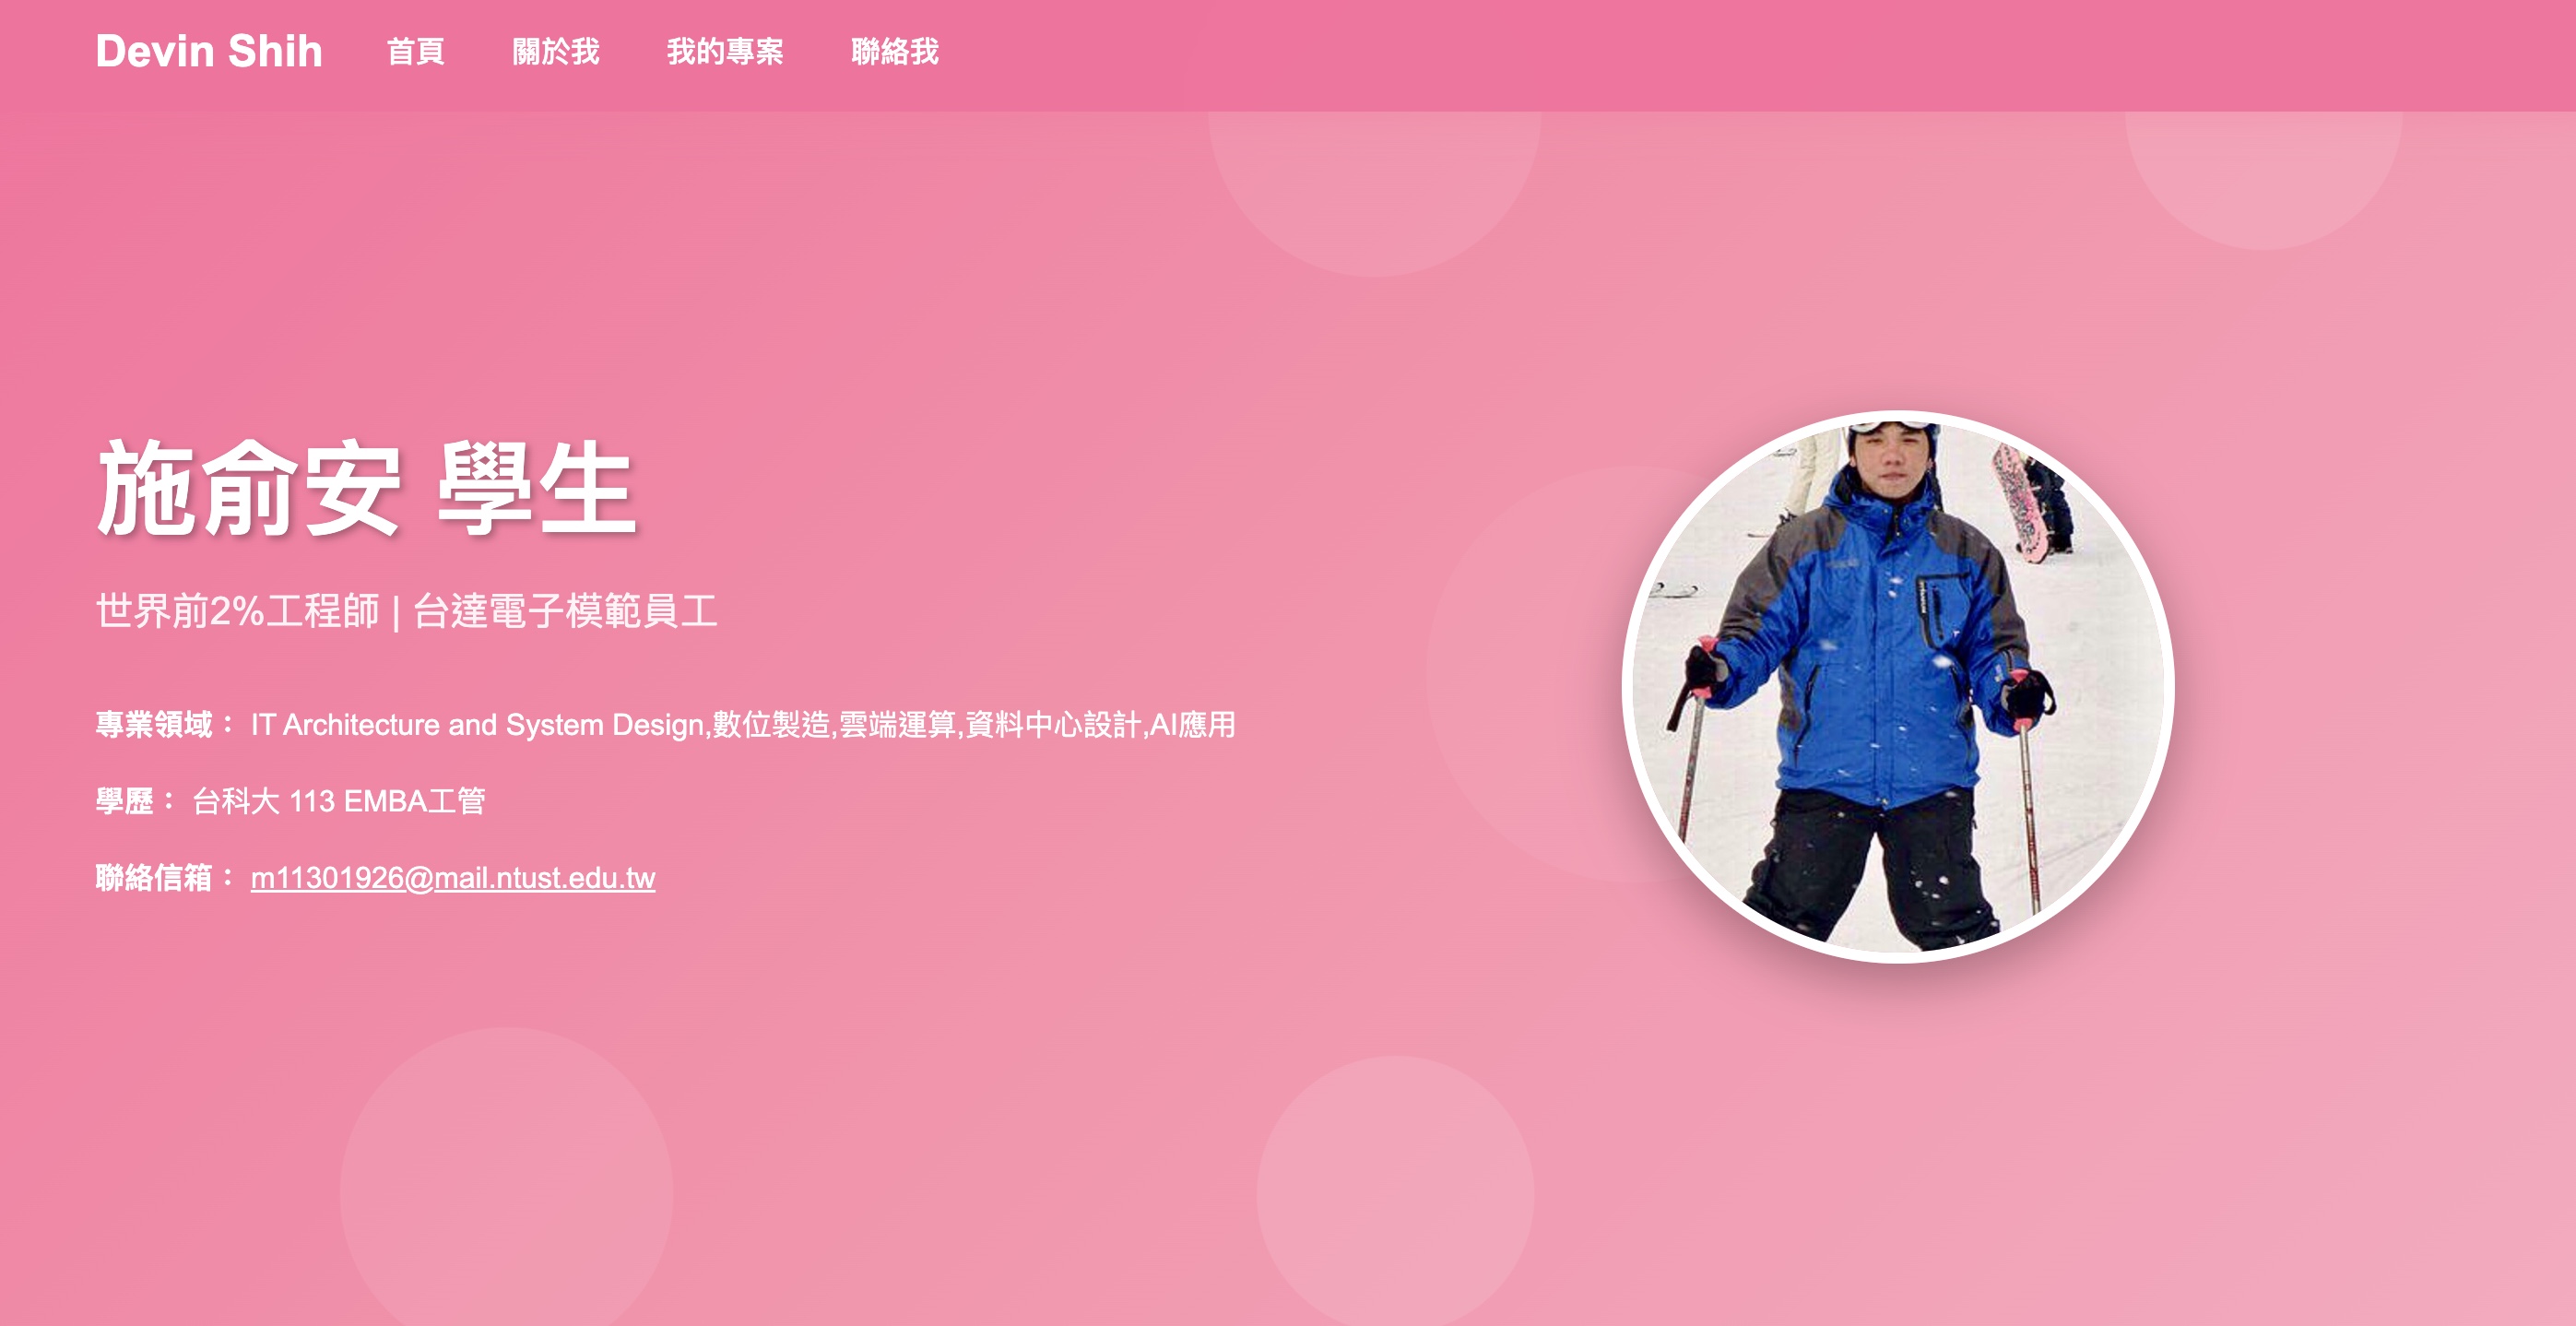 Devin Shih 首頁 關於我 我的專案 聯絡我
施俞安 學生
世界前2%工程師 | 台達電子模範員工
專業領域： IT Architecture and System Design,數位製造,雲端運算,資料中心設計,AI應用
學歷： 台科大 113 EMBA工管
聯絡信箱： m11301926@mail.ntust.edu.tw